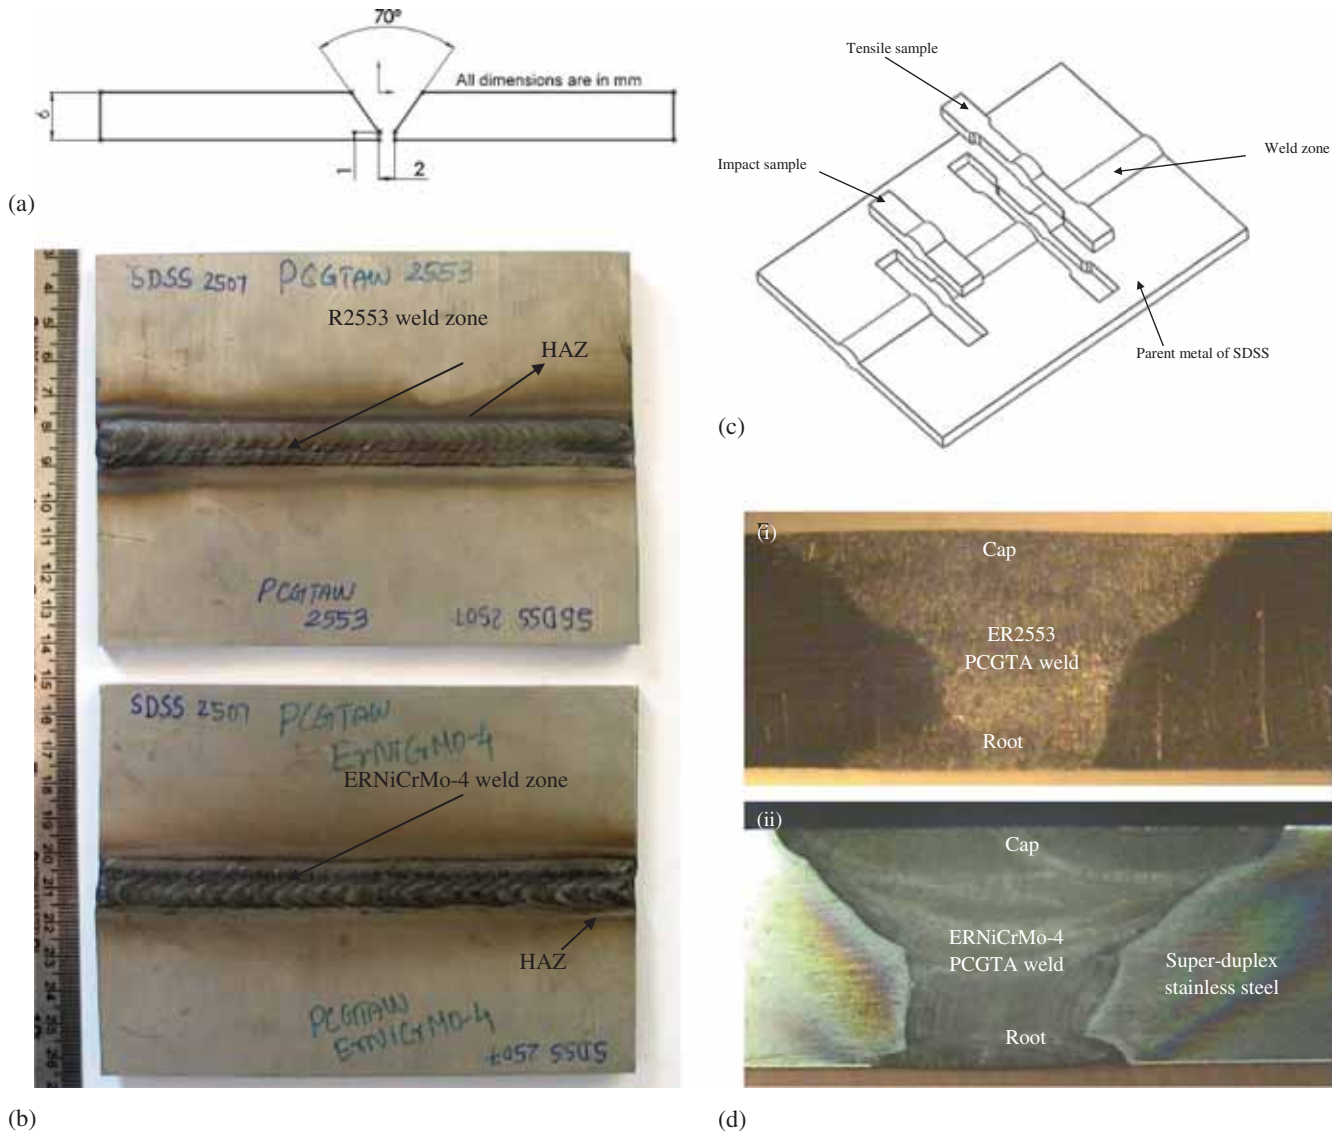 70°
All dimensions are in mm
6
1
2
(a)
SDSS 2507 PCGTAW 2553
R2553 weld zone
HAZ
PCGTAW
2553
SDSS 2507
SDSS 2507 PCGTAW
ErNiCrMo-4
ERNiCrMo-4 weld zone
HAZ
PCGTAW
ErNiCrMo-4
SDSS 2507
(b)
Tensile sample
Impact sample
Weld zone
Parent metal of SDSS
(c)
(i)
Cap
ER2553
PCGTA weld
Root
(ii)
Cap
ERNiCrMo-4
PCGTA weld
Super-duplex
stainless steel
Root
(d)